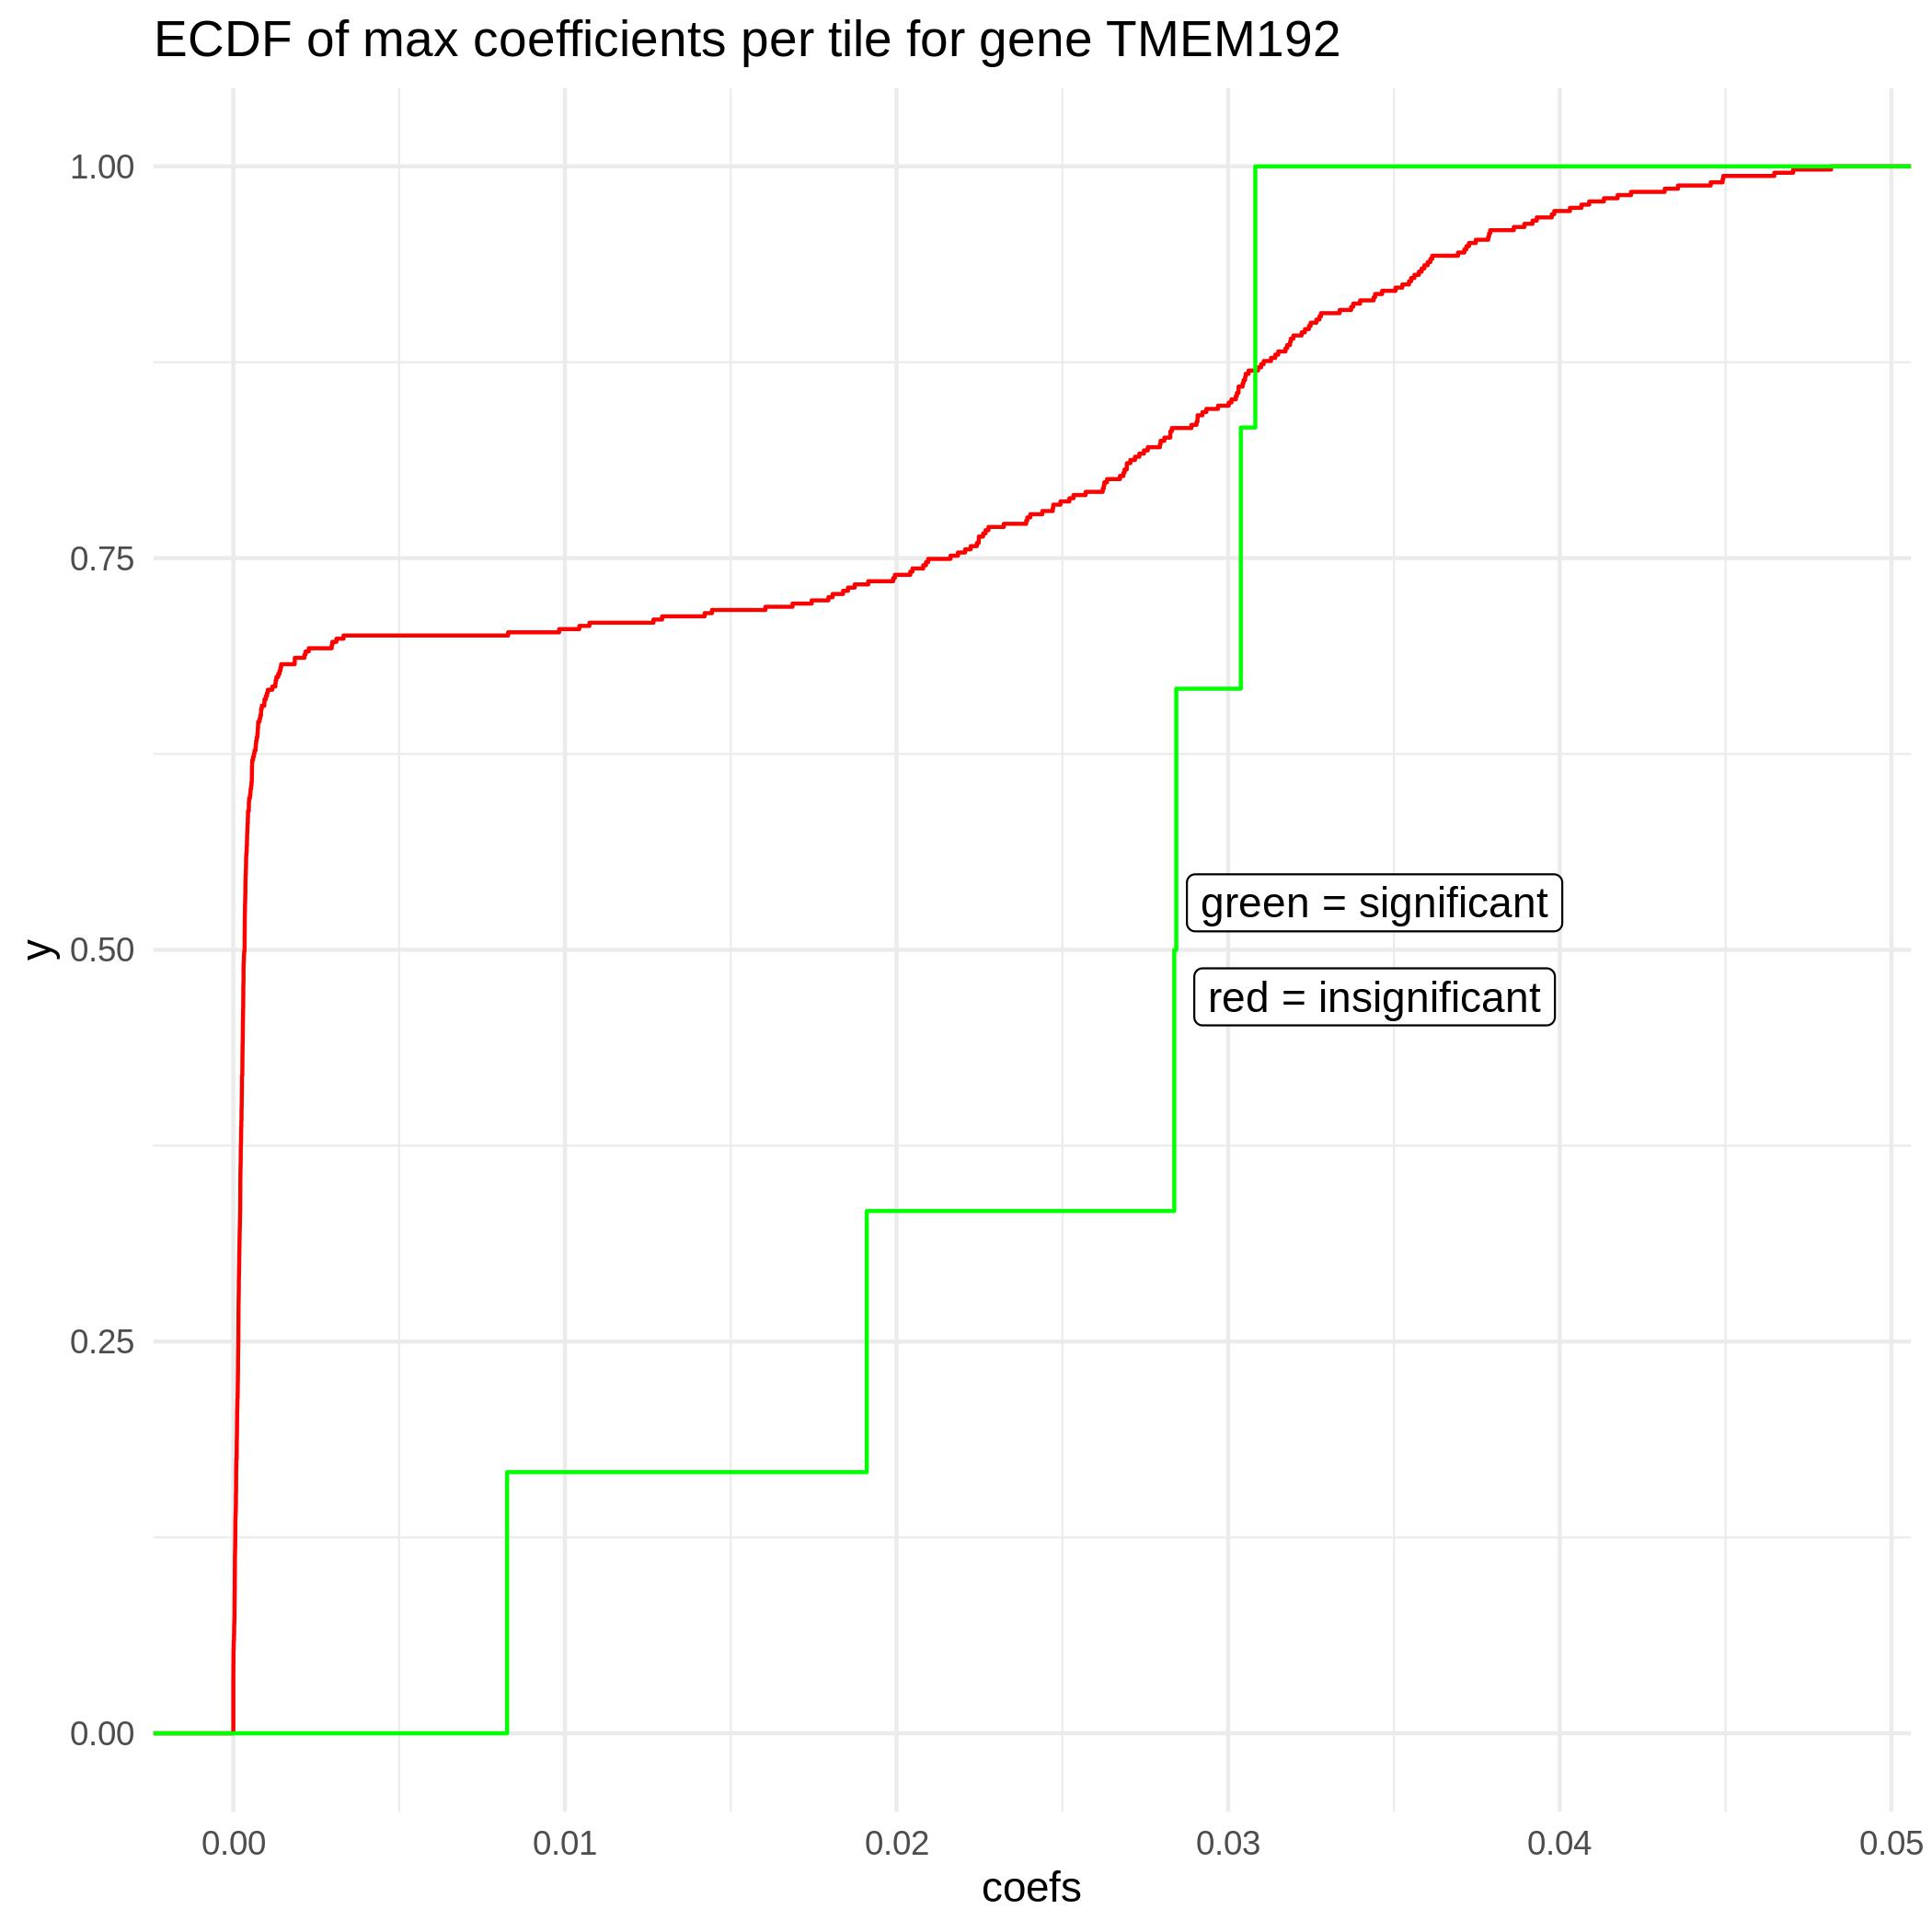 ECDF of max coefficients per tile for gene TMEM192
y
1.00
0.75
0.50
0.25
0.00
green = significant
red = insignificant
0.00 0.01 0.02 0.03 0.04 0.05
coefs